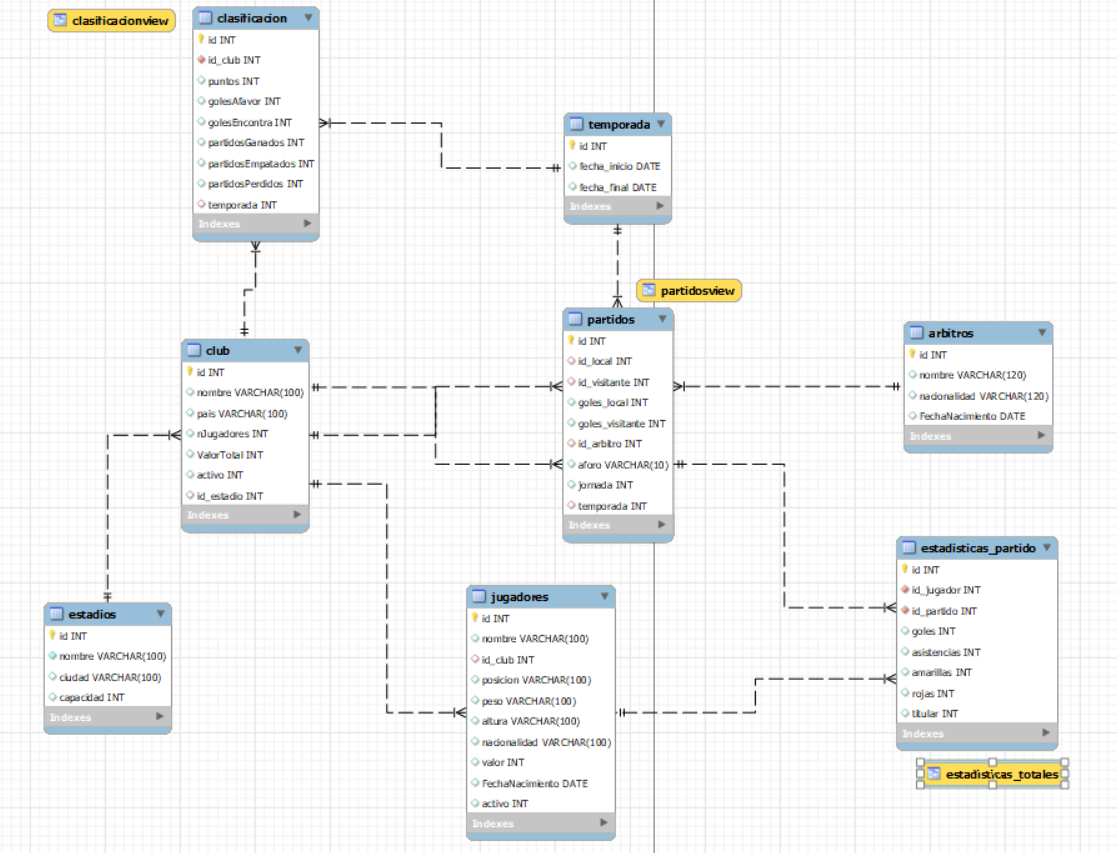 clasificacionview
clasificacion
id INT
id_club INT
puntos INT
golesAfavor INT
golesEncontra INT
partidosGanados INT
partidosEmpatados INT
partidosPerdidos INT
temporada INT
Indexes
temporada
id INT
fecha_inicio DATE
fecha_final DATE
Indexes
partidosview
partidos
id INT
id_local INT
id_visitante INT
goles_local INT
goles_visitante INT
id_arbitro INT
aforo VARCHAR(10)
jornada INT
temporada INT
Indexes
arbitros
id INT
nombre VARCHAR(120)
nacionalidad VARCHAR(120)
FechaNacimiento DATE
Indexes
club
id INT
nombre VARCHAR(100)
pais VARCHAR(100)
nJugadores INT
ValorTotal INT
activo INT
id_estadio INT
Indexes
estadios
id INT
nombre VARCHAR(100)
ciudad VARCHAR(100)
capacidad INT
Indexes
jugadores
id INT
nombre VARCHAR(100)
id_club INT
posicion VARCHAR(100)
peso VARCHAR(100)
altura VARCHAR(100)
nacionalidad VARCHAR(100)
valor INT
FechaNacimiento DATE
activo INT
Indexes
estadisticas_partido
id INT
id_jugador INT
id_partido INT
goles INT
asistencias INT
amarillas INT
rojas INT
titular INT
Indexes
estadisticas_totales